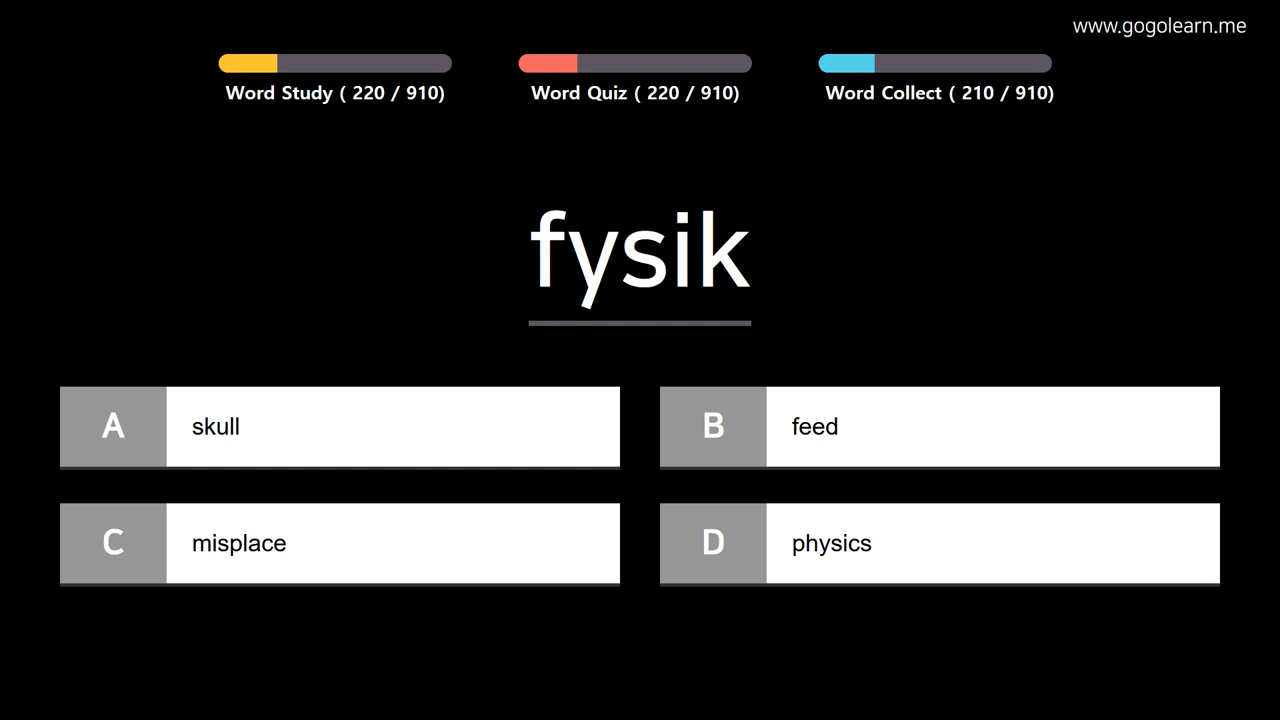 www.gogolearn.me
Word Study ( 220 / 910)
Word Quiz ( 220 / 910)
Word Collect ( 210 / 910)
fysik
A skull
B feed
C misplace
D physics